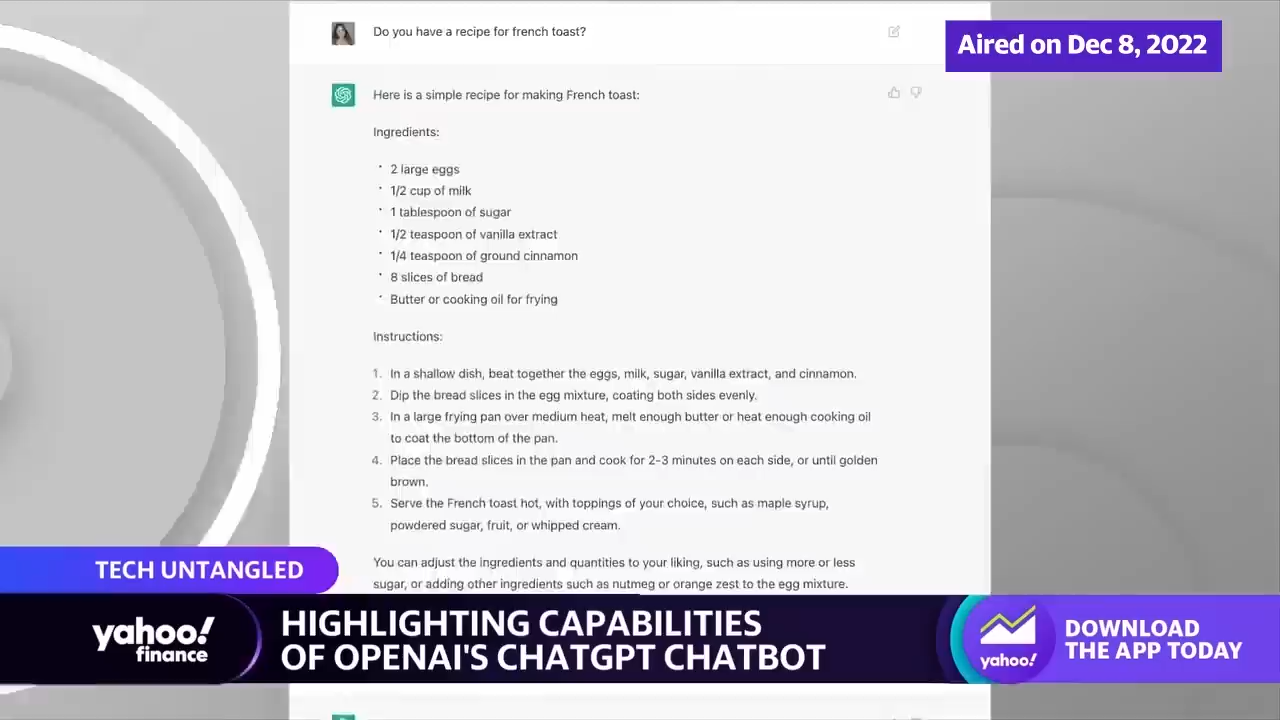 Do you have a recipe for french toast?
Aired on Dec 8, 2022
Here is a simple recipe for making French toast:
Ingredients:
· 2 large eggs
· 1/2 cup of milk
· 1 tablespoon of sugar
· 1/2 teaspoon of vanilla extract
· 1/4 teaspoon of ground cinnamon
· 8 slices of bread
· Butter or cooking oil for frying
Instructions:
1. In a shallow dish, beat together the eggs, milk, sugar, vanilla extract, and cinnamon.
2. Dip the bread slices in the egg mixture, coating both sides evenly.
3. In a large frying pan over medium heat, melt enough butter or heat enough cooking oil
to coat the bottom of the pan.
4. Place the bread slices in the pan and cook for 2-3 minutes on each side, or until golden
brown.
5. Serve the French toast hot, with toppings of your choice, such as maple syrup,
powdered sugar, fruit, or whipped cream.
You can adjust the ingredients and quantities to your liking, such as using more or less
sugar, or adding other ingredients such as nutmeg or orange zest to the egg mixture.
TECH UNTANGLED
yahoo!
finance
HIGHLIGHTING CAPABILITIES
OF OPENAI'S CHATGPT CHATBOT
yahoo!
DOWNLOAD
THE APP TODAY